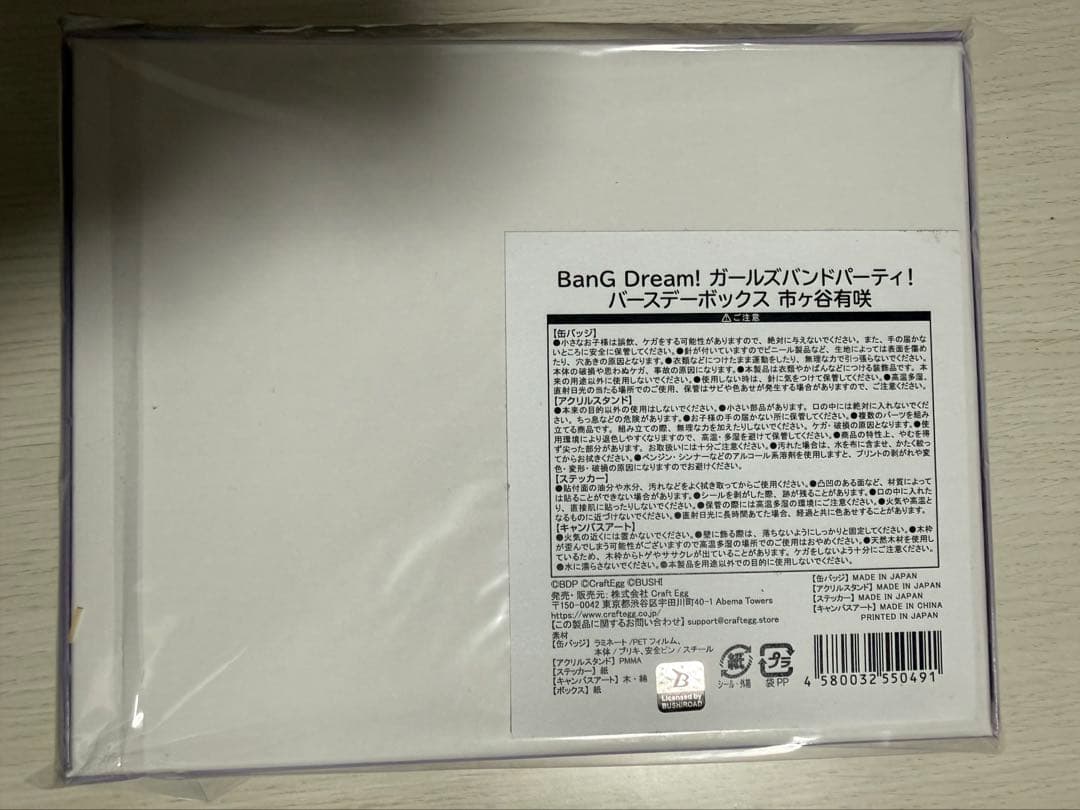 BanG Dream! ガールズバンドパーティ!
バースデーボックス 市ヶ谷有咲
⚠ご注意
【缶バッジ】
●小さなお子様は誤飲、ケガをする可能性がありますので、絶対に与えないでください。また、手の届かな
いところに安全に保管してください。●針が付いていますのでビニール製品など、生地によっては表面を傷め
たり、穴あきの原因となります。●衣類などにつけたまま運動をしたり、無理な力で引っ張らないでください。
本体の破損や思わぬケガ、事故の原因になります。●本製品は衣類やかばんなどにつける装飾品です。本
来の用途以外に使用しないでください。●使用しない時は、針に気をつけて保管してください。●高温多湿、
直射日光の当たる場所でのご使用、保管はサビや色あせが発生する場合がありますので、ご注意ください。
【アクリルスタンド】
●本来の目的以外の使用はしないでください。●小さい部品があります。口の中には絶対に入れないでくだ
さい。ちっ息などの危険があります。●お子様の手の届かない所に保管してください。●複数のパーツを組み
立てる商品です。組み立ての際、無理な力を加えたりしないでください。ケガ・破損の原因となります。●使
用環境により退色しやすくなりますので、高温・多湿を避けて保管してください。●商品の特性上、やむを得
ず尖った部分があります。お取扱いには十分ご注意ください。●汚れた場合は、水を布に含ませ、かたく絞っ
てからお拭きください。●ベンジン・シンナーなどのアルコール系溶剤を使用しますと、プリントの剥がれや変
色・変形・破損の原因になりますのでお避けください。
【ステッカー】
●貼付面の油分や水分、汚れなどをよく拭き取ってからご使用ください。●凸凹のある面など、材質によって
は貼ることができない場合があります。●シールを剥がした際、跡が残ることがあります。●口の中に入れた
り、直接肌に貼ったりしないでください。●保管の際には高温多湿の環境にご注意ください。●火気や高温と
なるものに近づけないでください。●直射日光に長時間あてた場合、経過と共に色あせすることがあります。
【キャンバスアート】
●火気の近くには置かないでください。●壁に飾る際は、落ちないようにしっかりと固定してください。●木枠
が歪んでしまう可能性がございますので高温多湿の場所でのご使用はおやめください。●天然木材を使用し
ているため、木枠からトゲやササクレが出ていることがあります。ケガをしないよう十分にご注意ください。
●水に濡らさないでください。●本製品を用途以外での目的に使用しないでください。
©BDP ©CraftEgg ©BUSHI
発売・販売元: 株式会社 Craft Egg
〒150-0042 東京都渋谷区宇田川町40-1 Abema Towers
https://www.craftegg.co.jp/
【この製品に関するお問い合わせ】support@craftegg.store
【缶バッジ】MADE IN JAPAN
【アクリルスタンド】MADE IN JAPAN
【ステッカー】MADE IN JAPAN
【キャンバスアート】MADE IN CHINA
PRINTED IN JAPAN
素材
【缶バッジ】ラミネート/PETフィルム、
本体/ブリキ、安全ピン/スチール
【アクリルスタンド】PMMA
【ステッカー】紙
【キャンバスアート】木・綿
【ボックス】紙
B
Licensed by
BUSHIROAD
紙
シール・外箱
プラ
袋PP
4 580032 550491